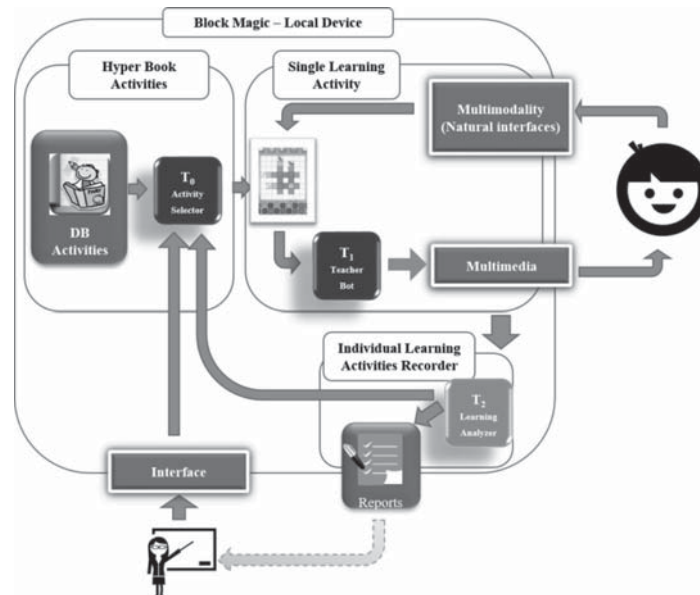 Block Magic – Local Device
Hyper Book
Activities
Single Learning
Activity
Multimodality
(Natural interfaces)
T0
Activity
Selector
DB
Activities
T1
Teacher
Bot
Multimedia
Individual Learning
Activities Recorder
T2
Learning
Analyzer
Interface
Reports